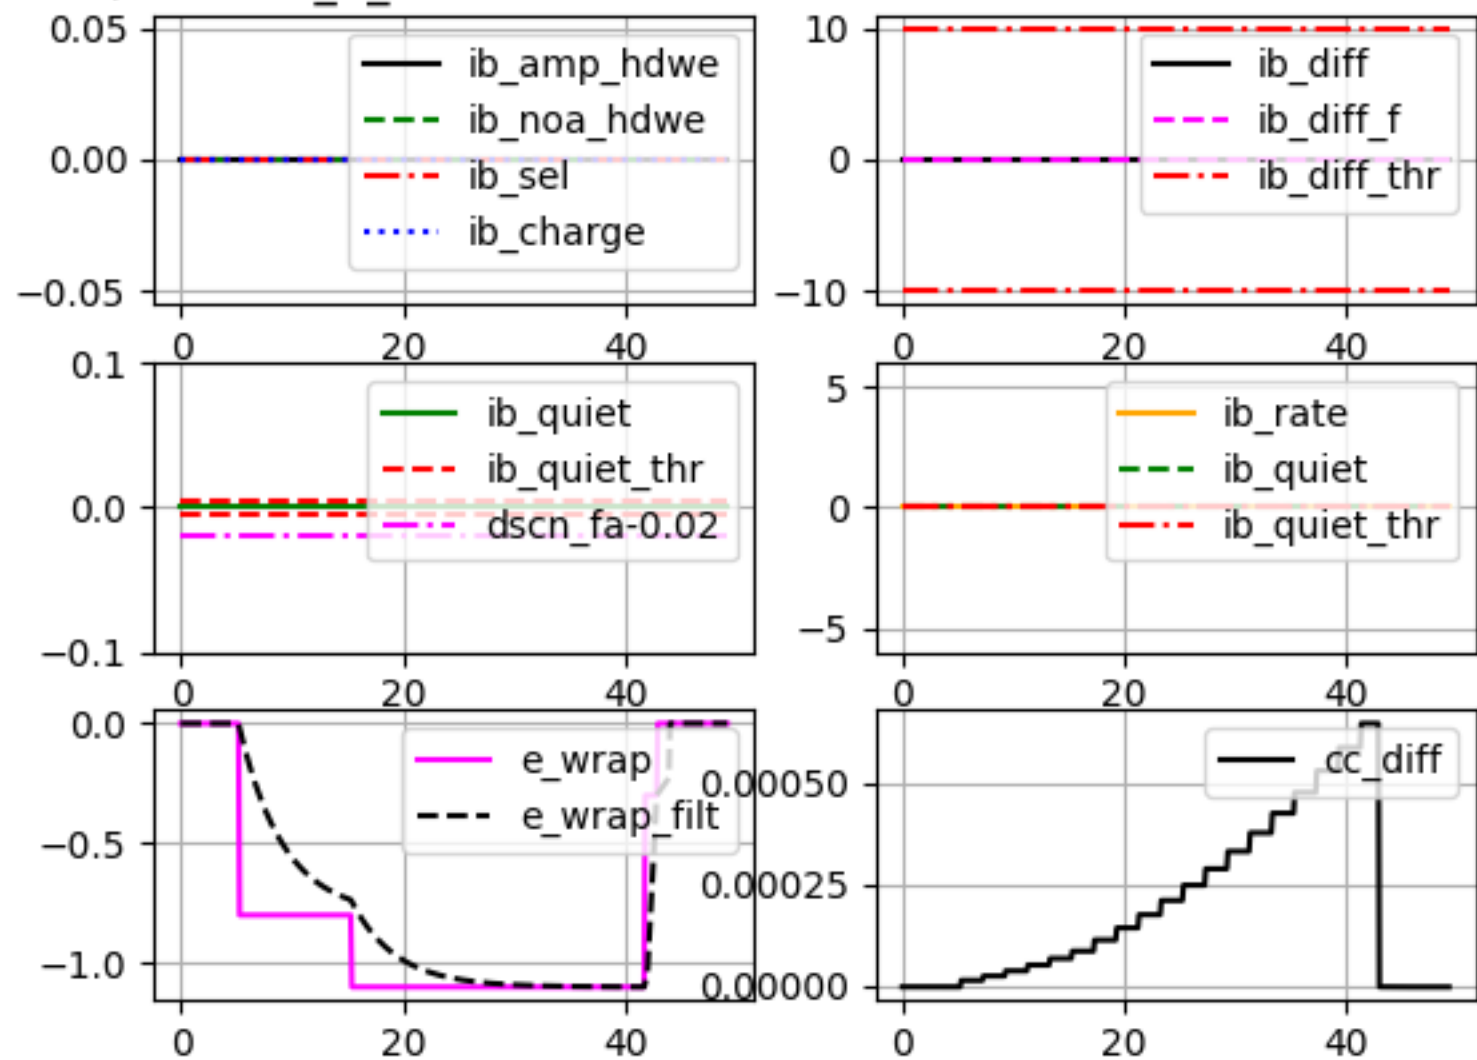 0.05
0.00
−0.05
ib_amp_hdwe
ib_noa_hdwe
ib_sel
ib_charge
0 20 40
10
0
−10
ib_diff
ib_diff_f
ib_diff_thr
0 20 40
0.1
0.0
−0.1
ib_quiet
ib_quiet_thr
dscn_fa-0.02
0 20 40
5
0
−5
ib_rate
ib_quiet
ib_quiet_thr
0 20 40
0.0
−0.5
−1.0
e_wrap
e_wrap_filt
0 20 40
0.00050
0.00025
0.00000
cc_diff
0 20 40